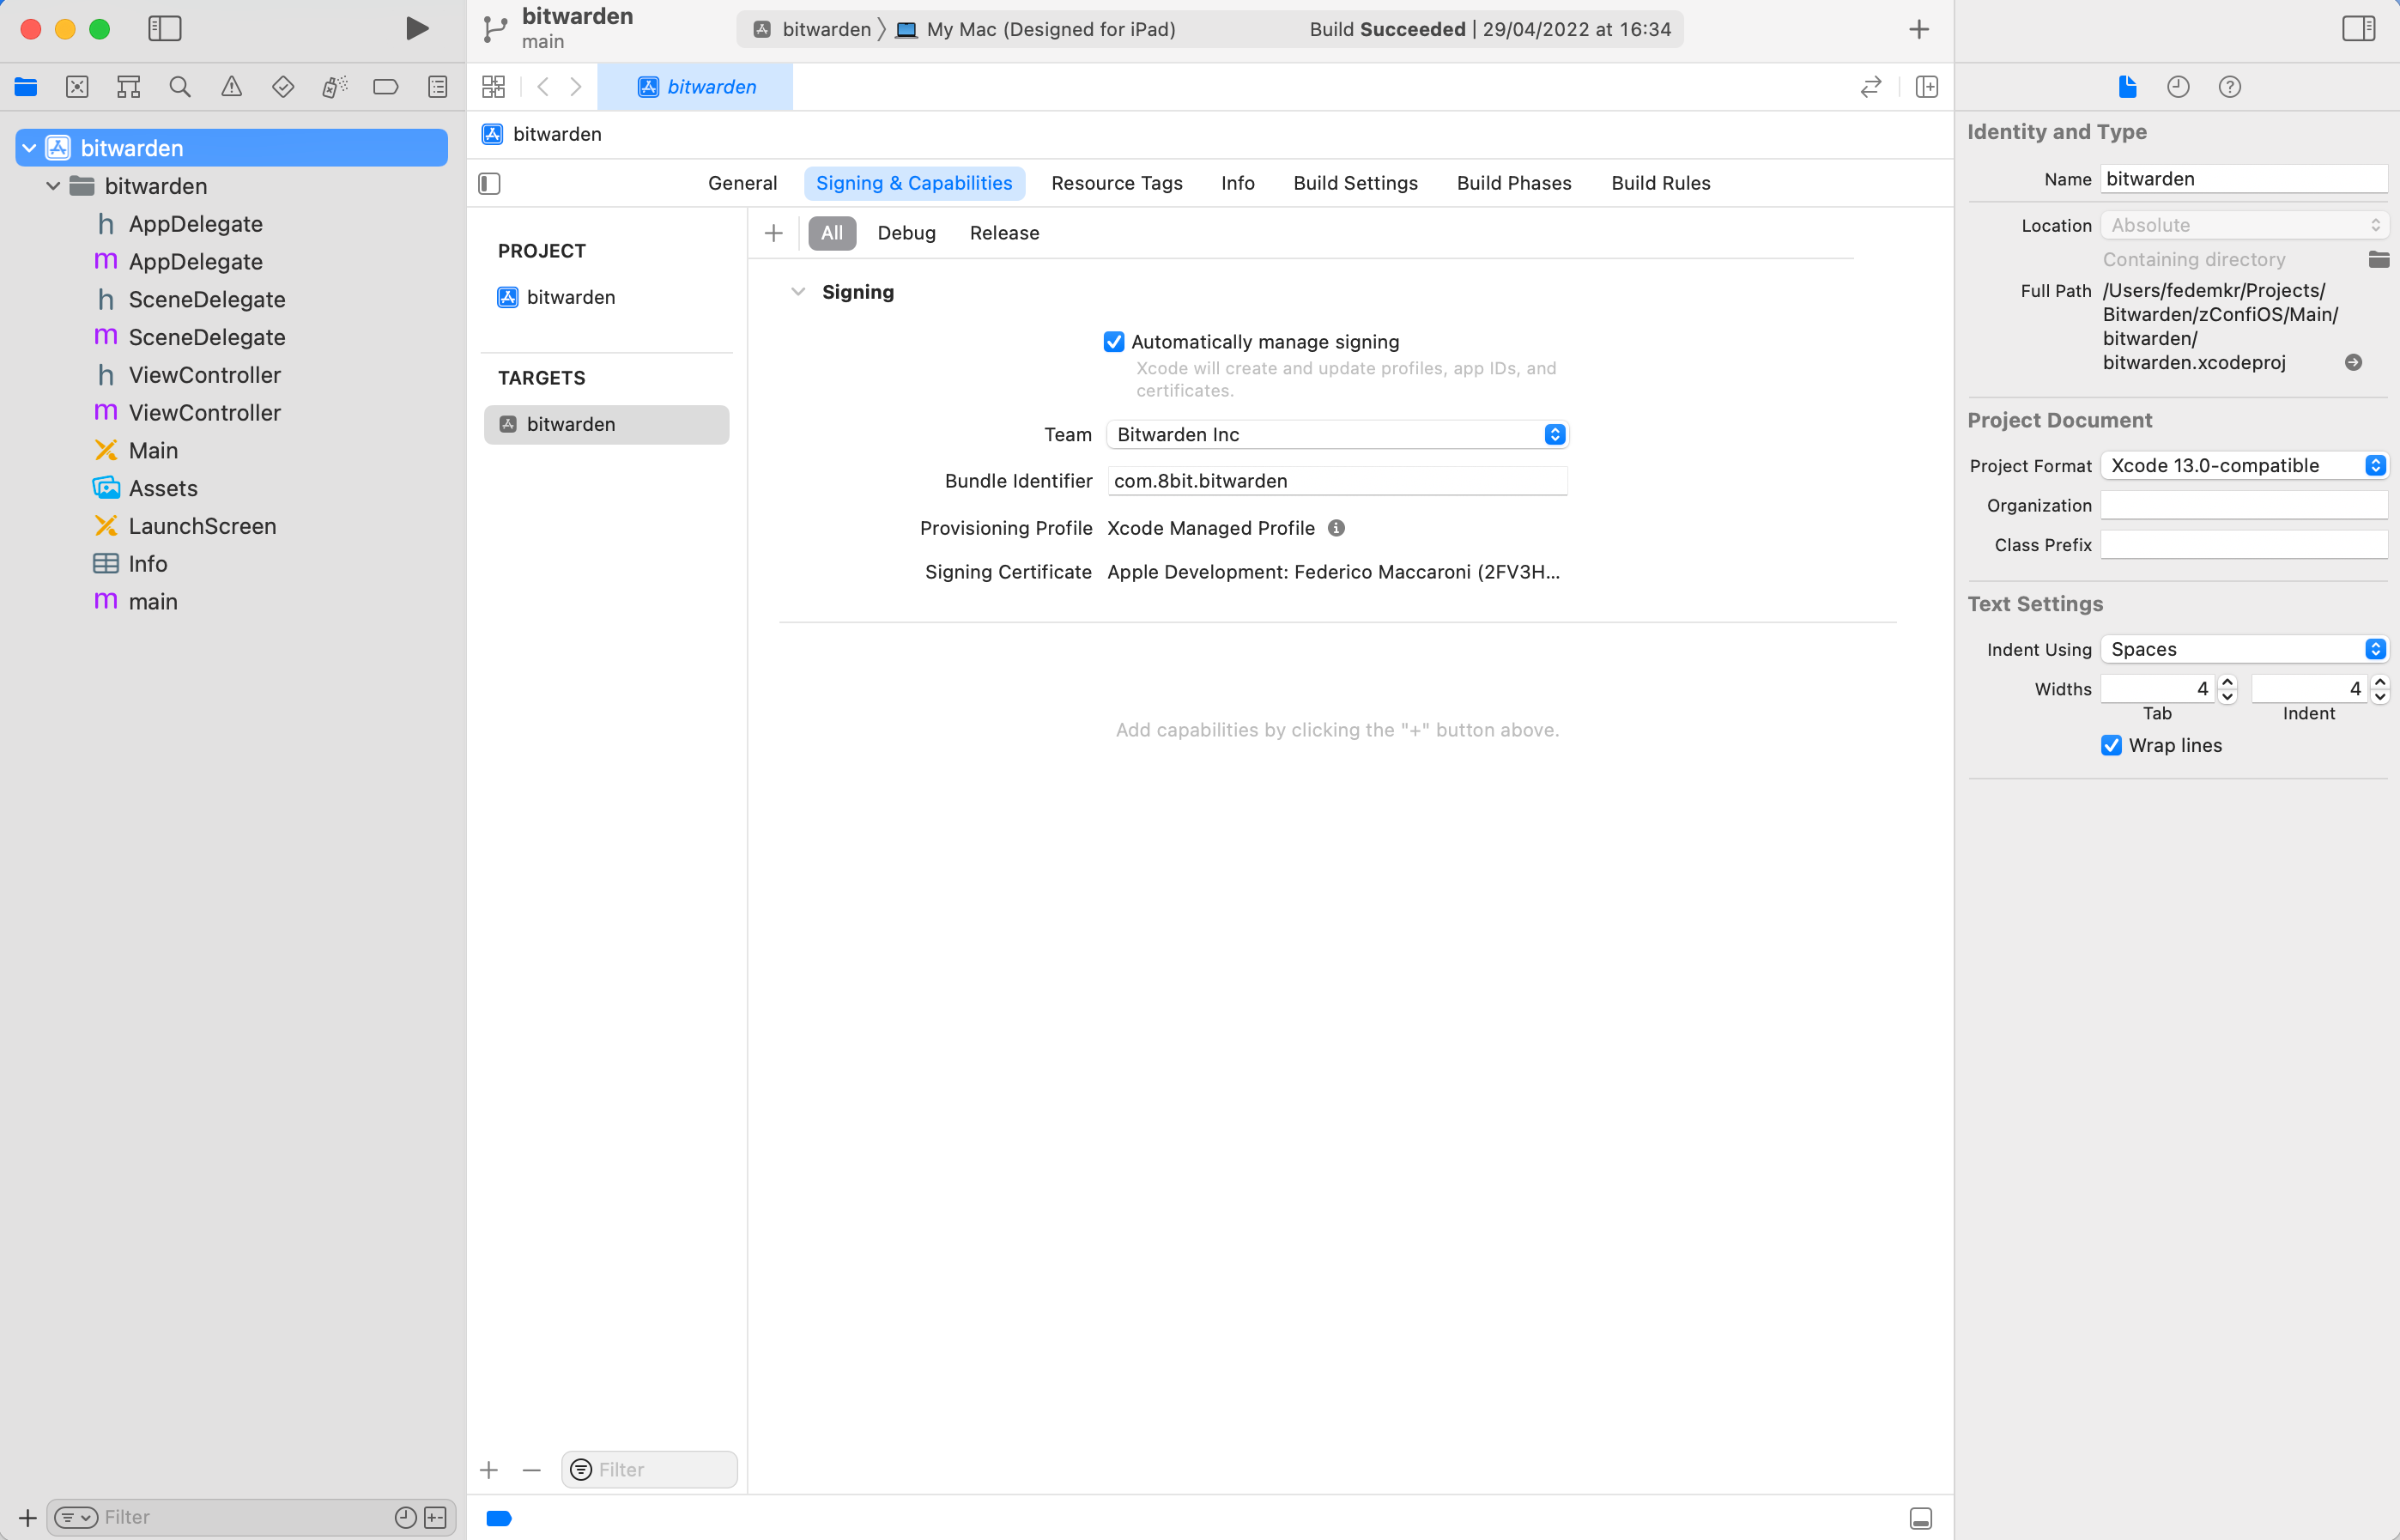 bitwarden
main
bitwarden
My Mac (Designed for iPad)
Build Succeeded | 29/04/2022 at 16:34
bitwarden
bitwarden
AppDelegate
AppDelegate
SceneDelegate
SceneDelegate
ViewController
ViewController
Main
Assets
LaunchScreen
Info
main
Filter
bitwarden
bitwarden
General
Signing & Capabilities
Resource Tags
Info
Build Settings
Build Phases
Build Rules
PROJECT
bitwarden
TARGETS
bitwarden
Filter
All
Debug
Release
Signing
Automatically manage signing
Xcode will create and update profiles, app IDs, and
certificates.
Team Bitwarden Inc
Bundle Identifier com.8bit.bitwarden
Provisioning Profile Xcode Managed Profile
Signing Certificate Apple Development: Federico Maccaroni (2FV3H...
Add capabilities by clicking the "+" button above.
Identity and Type
Name bitwarden
Location Absolute
Containing directory
Full Path /Users/fedemkr/Projects/
Bitwarden/zConfiOS/Main/
bitwarden/
bitwarden.xcodeproj
Project Document
Project Format Xcode 13.0-compatible
Organization
Class Prefix
Text Settings
Indent Using Spaces
Widths 4 4
Tab Indent
Wrap lines